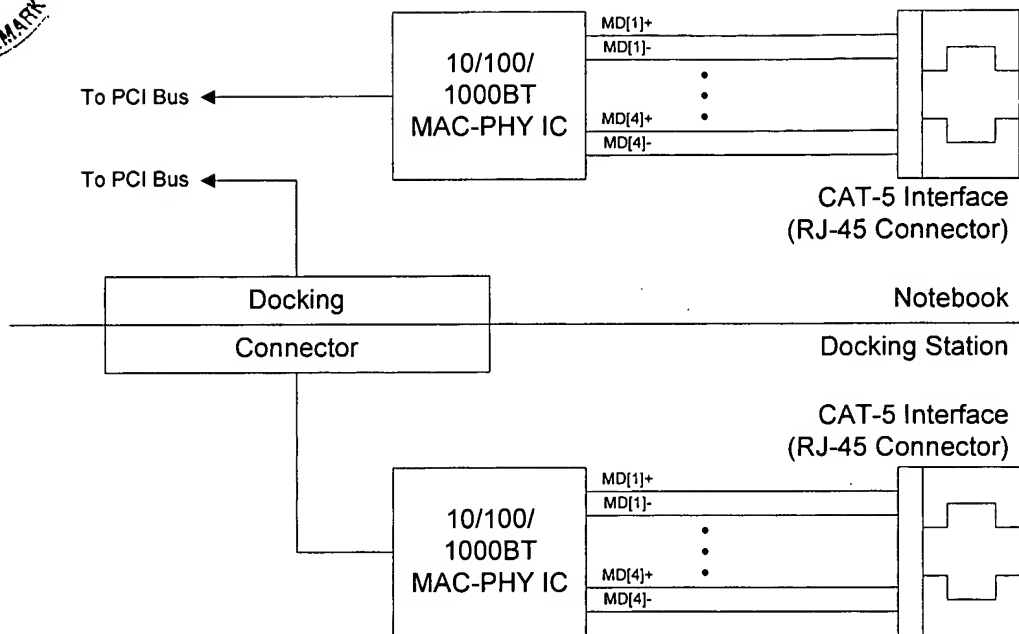 MARK
MD[1]+
MD[1]-
10/100/
1000BT
MAC-PHY IC
To PCI Bus
MD[4]+
MD[4]-
To PCI Bus
CAT-5 Interface
(RJ-45 Connector)
Docking
Notebook
Connector
Docking Station
CAT-5 Interface
(RJ-45 Connector)
MD[1]+
MD[1]-
10/100/
1000BT
MAC-PHY IC
MD[4]+
MD[4]-